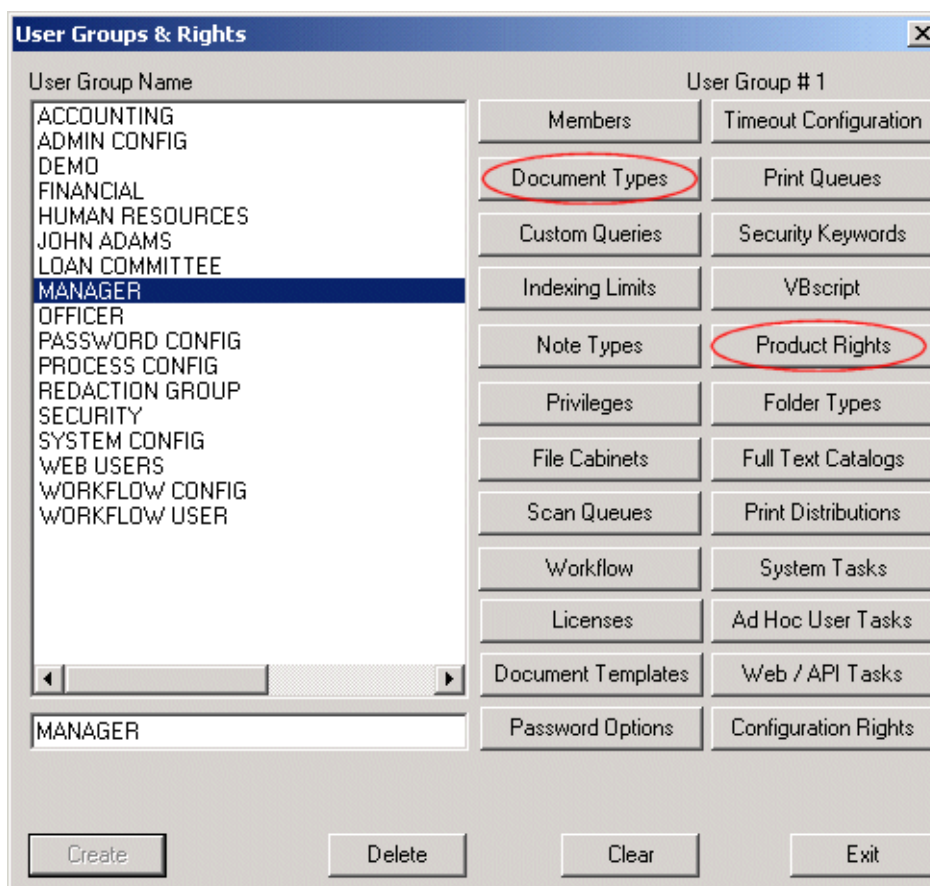 User Groups & Rights
User Group Name
User Group # 1
ACCOUNTING
ADMIN CONFIG
DEMO
FINANCIAL
HUMAN RESOURCES
JOHN ADAMS
LOAN COMMITTEE
MANAGER
OFFICER
PASSWORD CONFIG
PROCESS CONFIG
REDACTION GROUP
SECURITY
SYSTEM CONFIG
WEB USERS
WORKFLOW CONFIG
WORKFLOW USER
MANAGER
Members
Timeout Configuration
Document Types
Print Queues
Custom Queries
Security Keywords
Indexing Limits
VBscript
Note Types
Product Rights
Privileges
Folder Types
File Cabinets
Full Text Catalogs
Scan Queues
Print Distributions
Workflow
System Tasks
Licenses
Ad Hoc User Tasks
Document Templates
Web / API Tasks
Password Options
Configuration Rights
Create
Delete
Clear
Exit